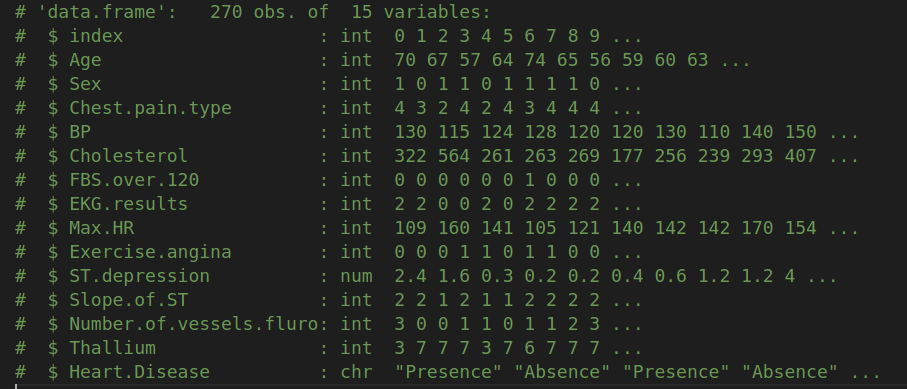 # 'data.frame':   270 obs. of  15 variables:
#  $ index                  : int  0 1 2 3 4 5 6 7 8 9 ...
#  $ Age                    : int  70 67 57 64 74 65 56 59 60 63 ...
#  $ Sex                    : int  1 0 1 1 0 1 1 1 1 0 ...
#  $ Chest.pain.type        : int  4 3 2 4 2 4 3 4 4 4 ...
#  $ BP                     : int  130 115 124 128 120 120 130 110 140 150 ...
#  $ Cholesterol            : int  322 564 261 263 269 177 256 239 293 407 ...
#  $ FBS.over.120           : int  0 0 0 0 0 0 1 0 0 0 ...
#  $ EKG.results            : int  2 2 0 0 2 0 2 2 2 2 ...
#  $ Max.HR                 : int  109 160 141 105 121 140 142 142 170 154 ...
#  $ Exercise.angina        : int  0 0 0 1 1 0 1 1 0 0 ...
#  $ ST.depression          : num  2.4 1.6 0.3 0.2 0.2 0.4 0.6 1.2 1.2 4 ...
#  $ Slope.of.ST            : int  2 2 1 2 1 1 2 2 2 2 ...
#  $ Number.of.vessels.fluro: int  3 0 0 1 1 0 1 1 2 3 ...
#  $ Thallium               : int  3 7 7 7 3 7 6 7 7 7 ...
#  $ Heart.Disease          : chr  "Presence" "Absence" "Presence" "Absence" ...